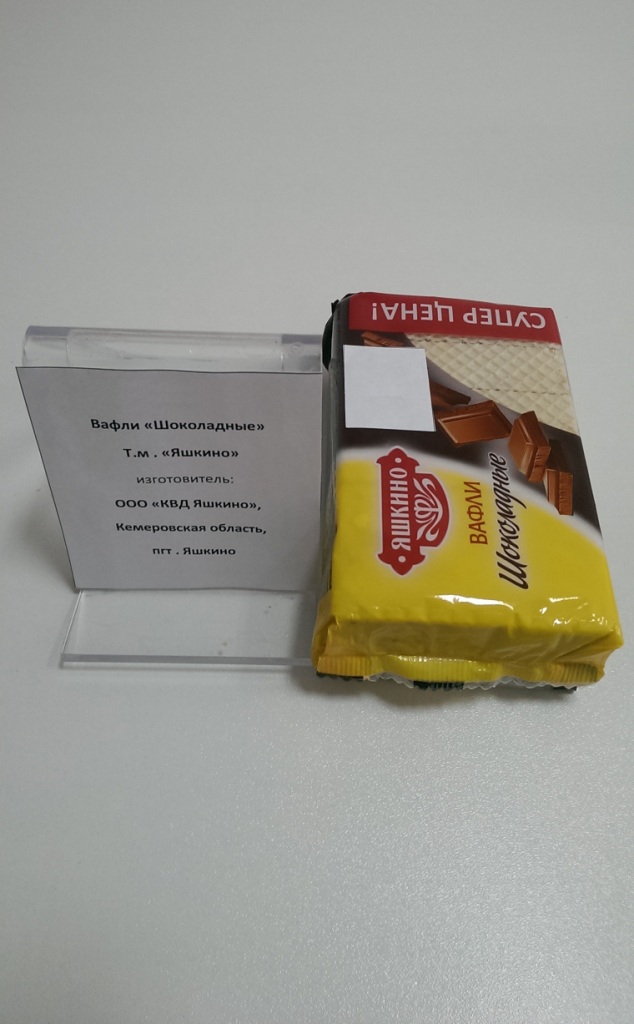 Вафли «Шоколадные»
Т.м . «Яшкино»
изготовитель:
ООО «КВД Яшкино»,
Кемеровская область,
пгт . Яшкино
СУПЕР ЦЕНА!
ЯШКИНО
ВАФЛИ
Шоколадные